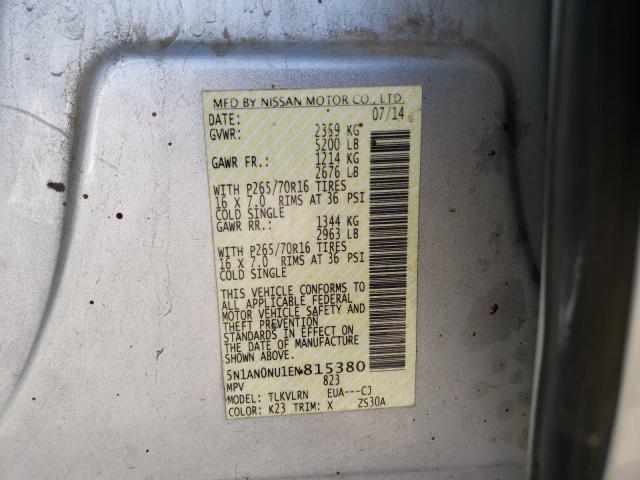 MFD BY NISSAN MOTOR CO., LTD.
DATE: 07/14
GVWR: 2359 KG
5200 LB
GAWR FR.: 1214 KG
2676 LB
WITH P265/70R16 TIRES
16 X 7.0 RIMS AT 36 PSI
COLD SINGLE
GAWR RR.: 1344 KG
2963 LB
WITH P265/70R16 TIRES
16 X 7.0 RIMS AT 36 PSI
COLD SINGLE
THIS VEHICLE CONFORMS TO
ALL APPLICABLE FEDERAL
MOTOR VEHICLE SAFETY AND
THEFT PREVENTION
STANDARDS IN EFFECT ON
THE DATE OF MANUFACTURE
SHOWN ABOVE.
5N1AN0NU1EN815380
MPV 823
MODEL: TLKVLRN EUA---CJ
COLOR: K23 TRIM: X ZS30A